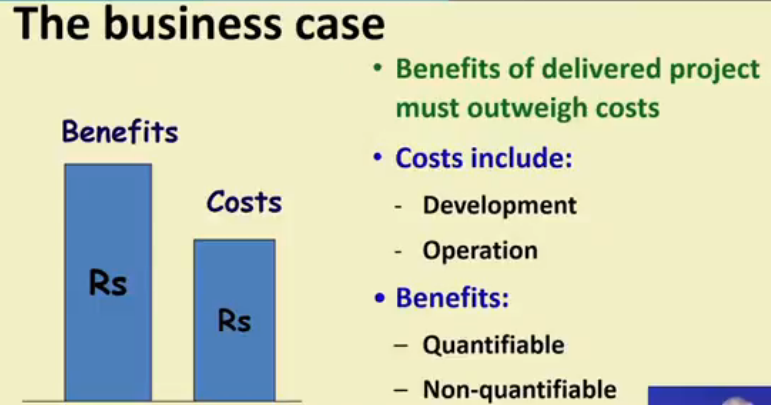 The business case
• Benefits of delivered project
must outweigh costs
• Costs include:
- Development
- Operation
• Benefits:
– Quantifiable
– Non-quantifiable
Benefits
Costs
Rs
Rs